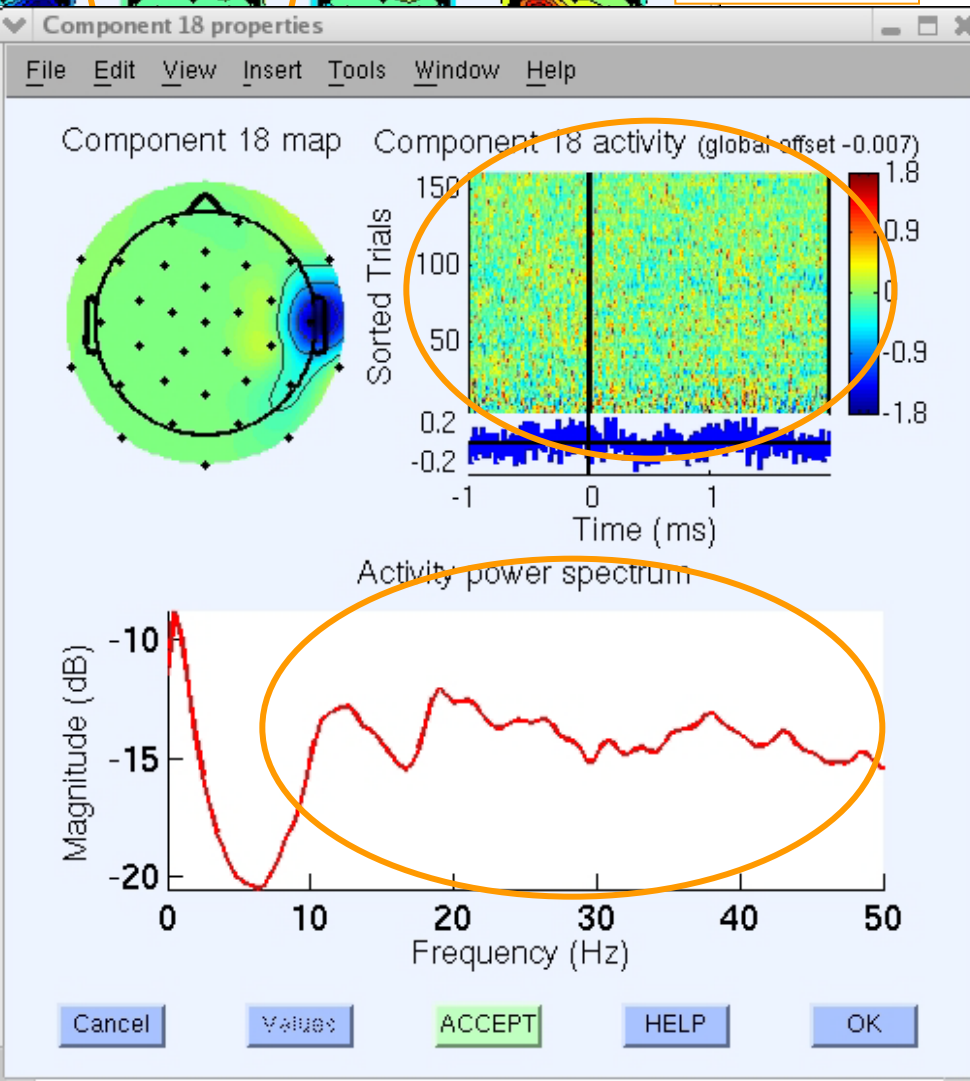 Component 18 properties
File Edit View Insert Tools Window Help
Component 18 map
Component 18 activity (global offset -0.007)
Sorted Trials
150
100
50
0.2
-0.2
1.8
0.9
0
-0.9
-1.8
-1 0 1
Time (ms)
Activity power spectrum
Magnitude (dB)
-10
-15
-20
0 10 20 30 40 50
Frequency (Hz)
Cancel Values ACCEPT HELP OK